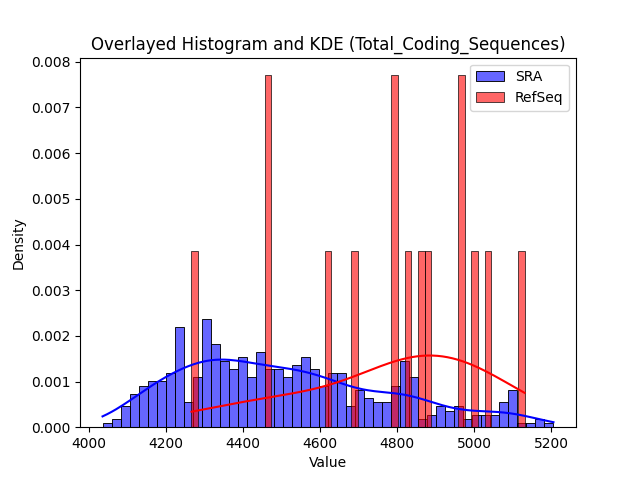 Overlayed Histogram and KDE (Total_Coding_Sequences)
SRA
RefSeq
0.008
0.007
0.006
0.005
0.004
0.003
0.002
0.001
0.000
Density
4000 4200 4400 4600 4800 5000 5200
Value